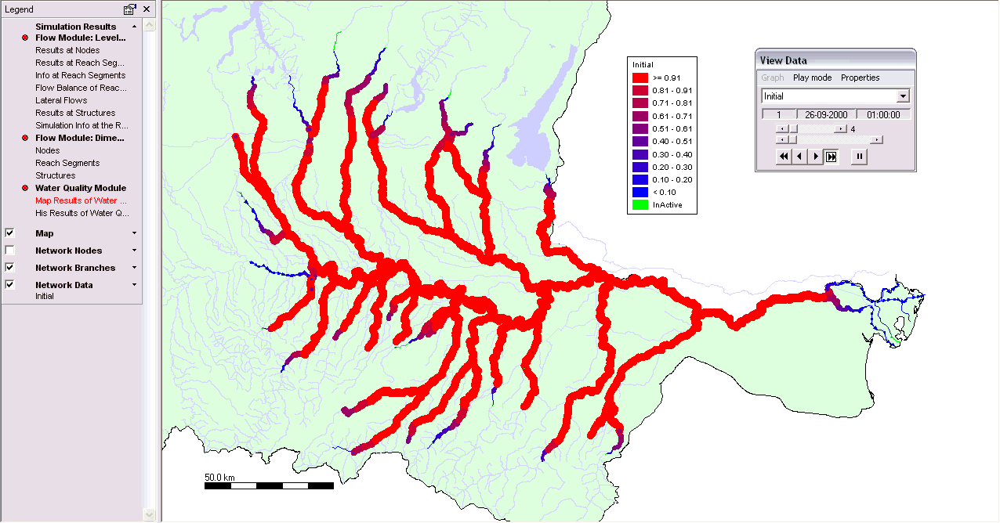 Legend
Simulation Results
Flow Module: Level...
Results at Nodes
Results at Reach Seg...
Info at Reach Segments
Flow Balance of Reac...
Lateral Flows
Results at Structures
Simulation Info at the R...
Flow Module: Dime...
Nodes
Reach Segments
Structures
Water Quality Module
Map Results of Water ...
His Results of Water Q...
Map
Network Nodes
Network Branches
Network Data
Initial
50.0 km
Initial
>= 0.91
0.81 - 0.91
0.71 - 0.81
0.61 - 0.71
0.51 - 0.61
0.40 - 0.51
0.30 - 0.40
0.20 - 0.30
0.10 - 0.20
< 0.10
InActive
View Data
Graph Play mode Properties
Initial
1 26-09-2000 01:00:00
4